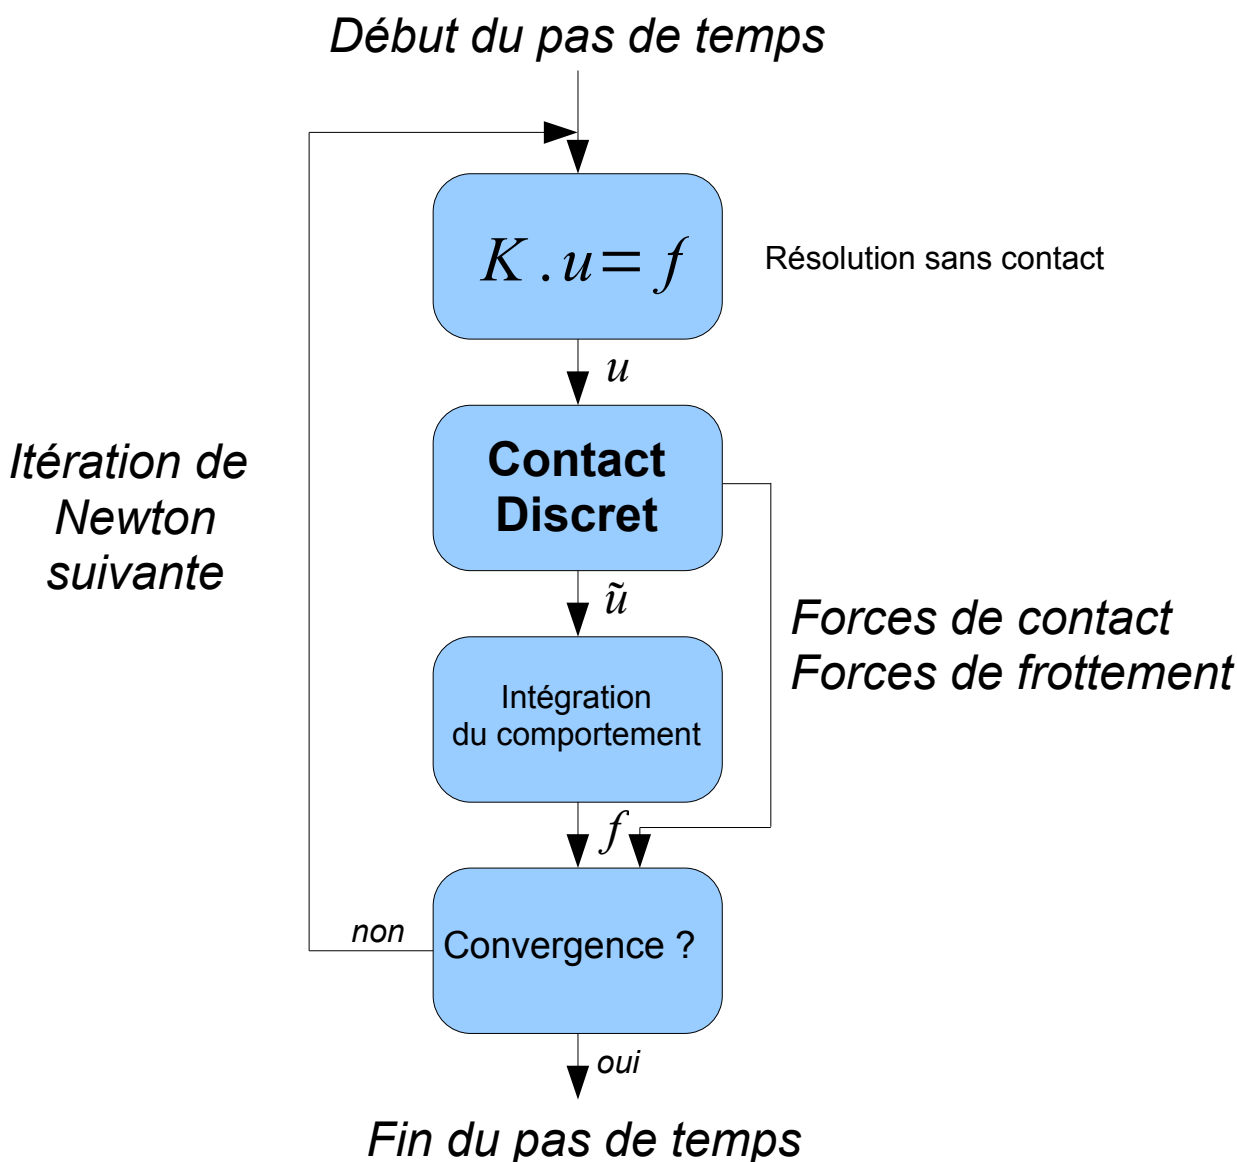 Début du pas de temps
K . u = f
Résolution sans contact
u
Contact
Discret
Itération de
Newton
suivante
ũ
Forces de contact
Forces de frottement
Intégration
du comportement
f
non
Convergence ?
oui
Fin du pas de temps